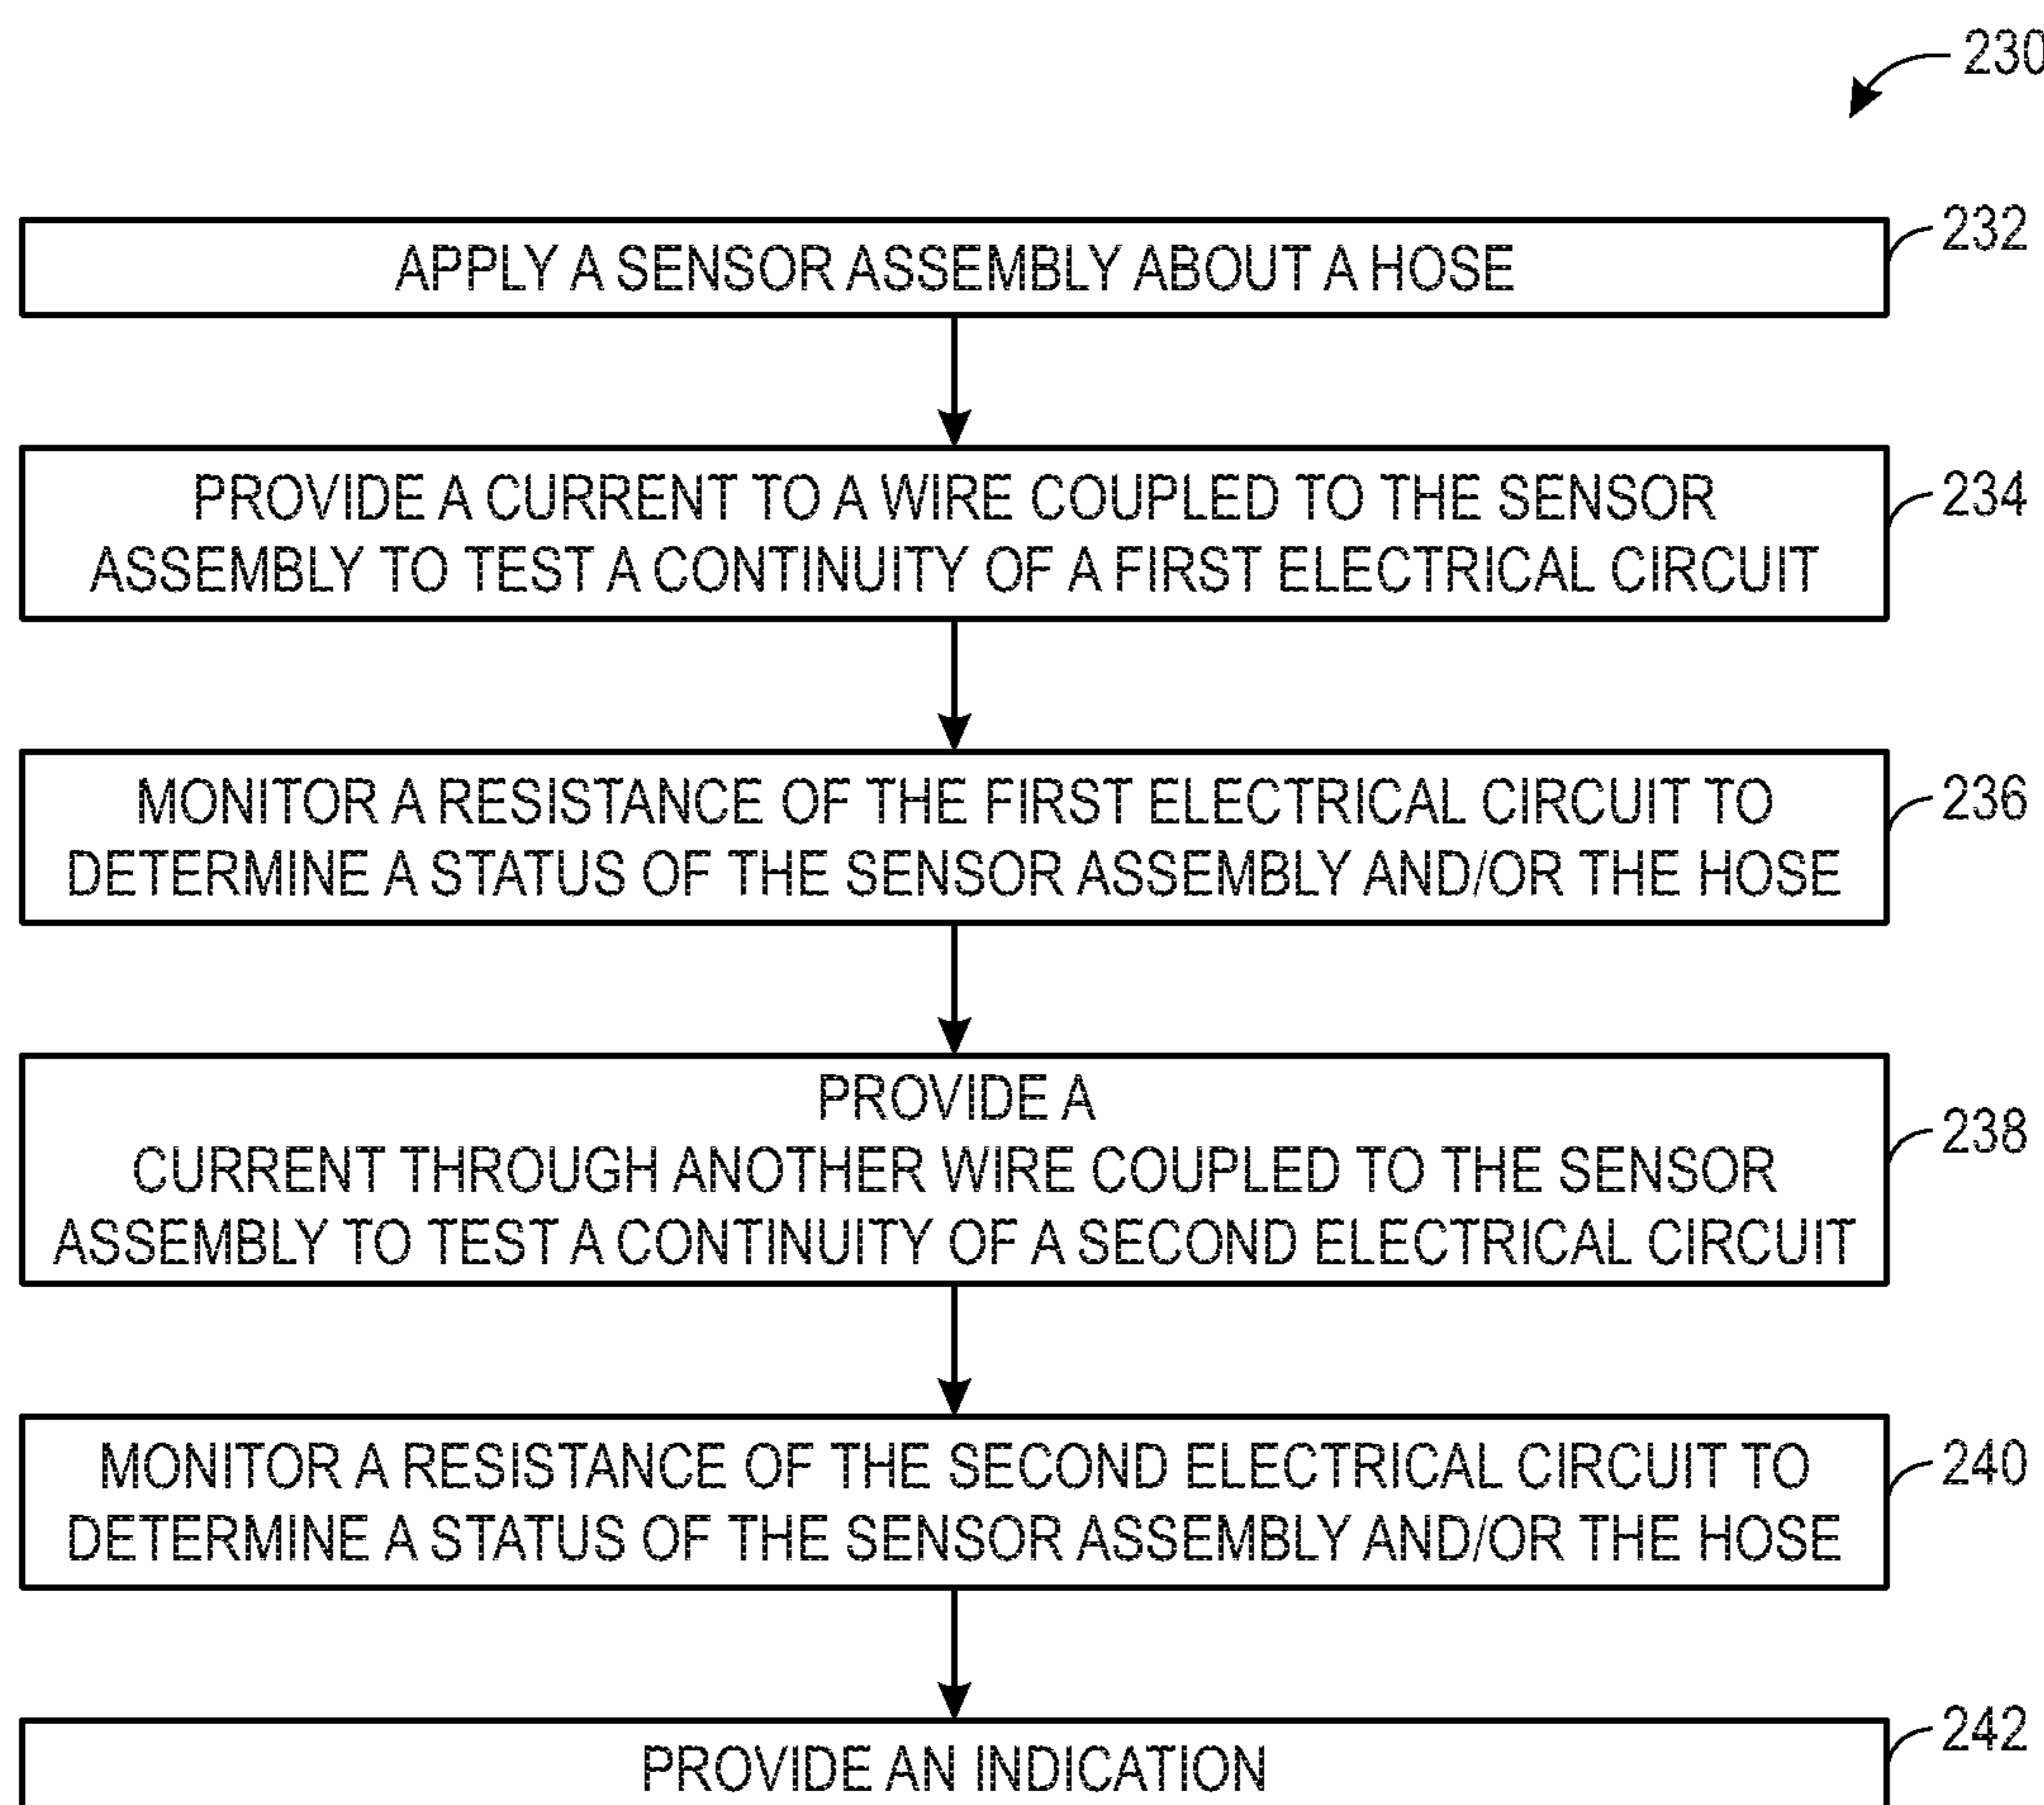 230
232
APPLY A SENSOR ASSEMBLY ABOUT A HOSE
234
PROVIDE A CURRENT TO A WIRE COUPLED TO THE SENSOR
ASSEMBLY TO TEST A CONTINUITY OF A FIRST ELECTRICAL CIRCUIT
236
MONITOR A RESISTANCE OF THE FIRST ELECTRICAL CIRCUIT TO
DETERMINE A STATUS OF THE SENSOR ASSEMBLY AND/OR THE HOSE
238
PROVIDE A
CURRENT THROUGH ANOTHER WIRE COUPLED TO THE SENSOR
ASSEMBLY TO TEST A CONTINUITY OF A SECOND ELECTRICAL CIRCUIT
240
MONITOR A RESISTANCE OF THE SECOND ELECTRICAL CIRCUIT TO
DETERMINE A STATUS OF THE SENSOR ASSEMBLY AND/OR THE HOSE
242
PROVIDE AN INDICATION